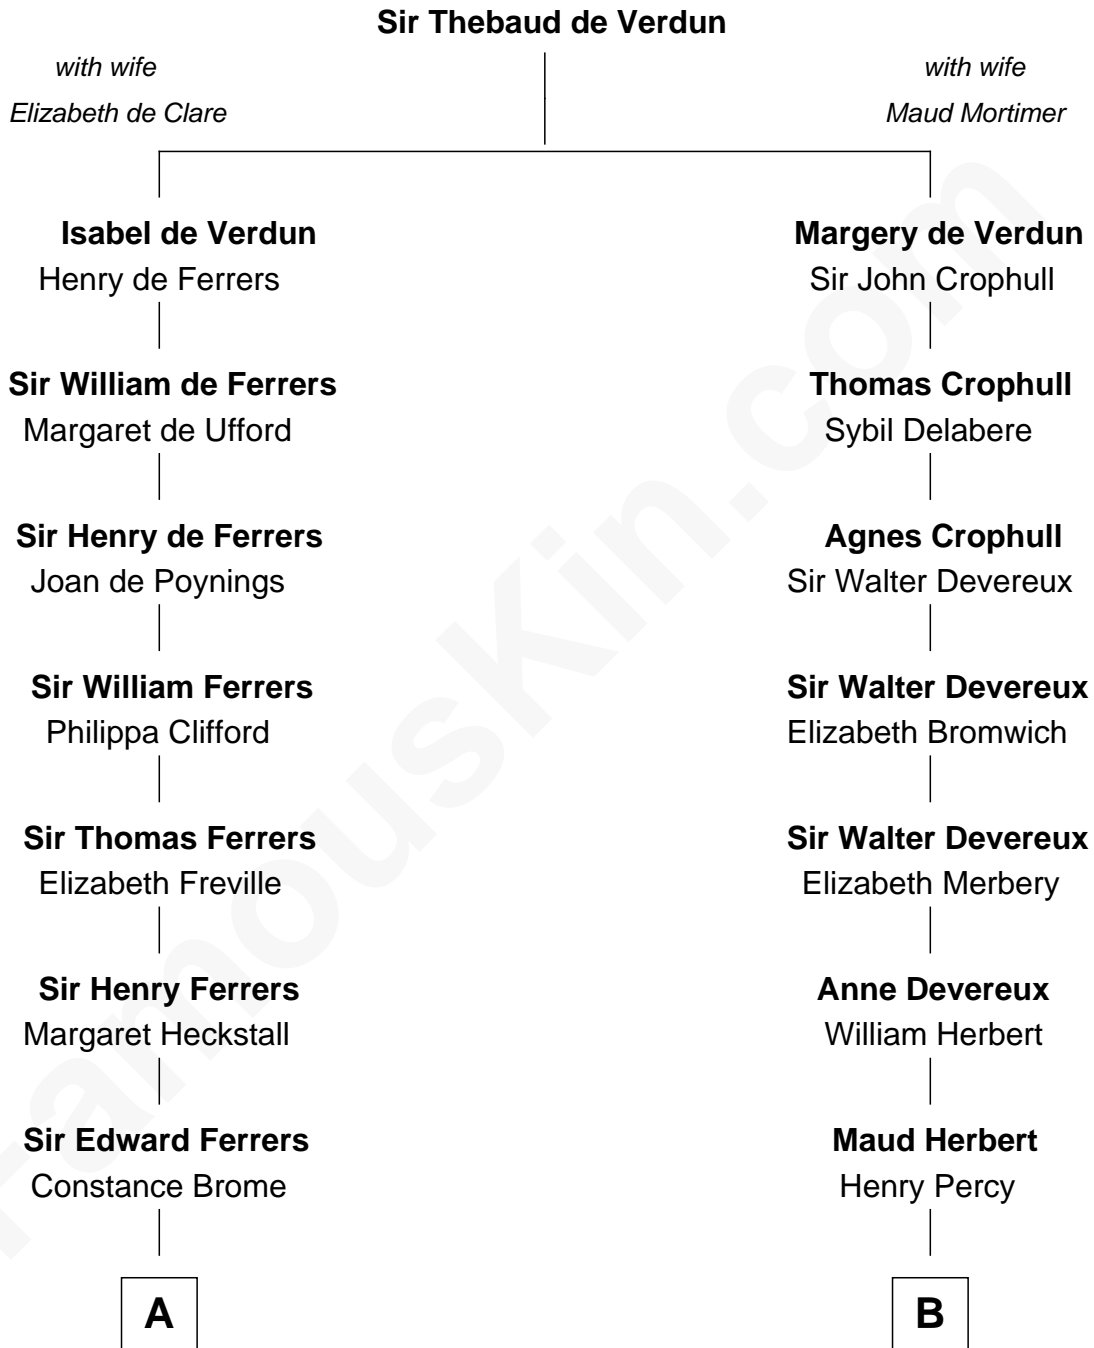 Sir Thebaud de Verdun
with wife
Elizabeth de Clare
with wife
Maud Mortimer
Isabel de Verdun
Henry de Ferrers
Margery de Verdun
Sir John Crophull
Sir William de Ferrers
Margaret de Ufford
Thomas Crophull
Sybil Delabere
Sir Henry de Ferrers
Joan de Poynings
Agnes Crophull
Sir Walter Devereux
Sir William Ferrers
Philippa Clifford
Sir Walter Devereux
Elizabeth Bromwich
Sir Thomas Ferrers
Elizabeth Freville
Sir Walter Devereux
Elizabeth Merbery
Sir Henry Ferrers
Margaret Heckstall
Anne Devereux
William Herbert
Sir Edward Ferrers
Constance Brome
Maud Herbert
Henry Percy
A
B
FamousKin.com